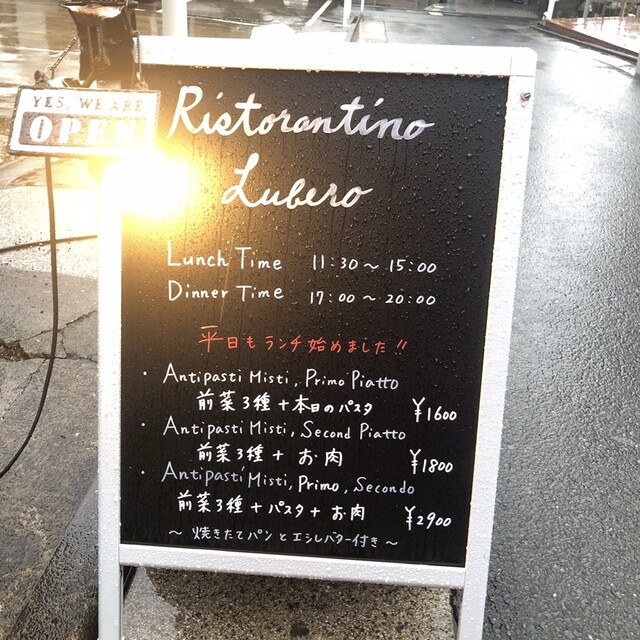 YES, WE ARE
OPEN
Ristorantino
Lubero
Lunch Time 11:30～15:00
Dinner Time 17:00～20:00
平日もランチ始めました!!
・Antipasti Misti, Primo Piatto
前菜3種＋本日のパスタ ¥1600
・Antipasti Misti, Second Piatto
前菜3種＋お肉 ¥1800
・Antipasti Misti, Primo, Secondo
前菜3種＋パスタ＋お肉 ¥2900
～焼きたてパンとエシレバター付き～